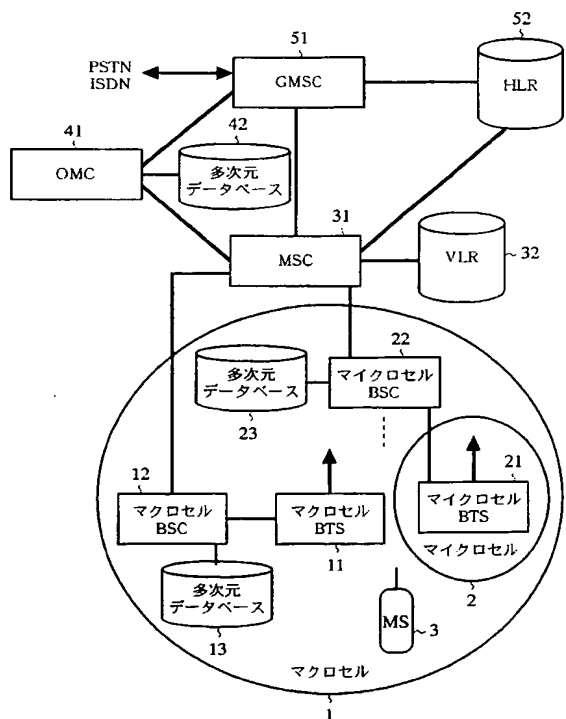 51
52
PSTN
ISDN
GMSC
HLR
41
42
OMC
多次元
データベース
31
MSC
VLR
32
22
多次元
データベース
マイクロセル
BSC
23
21
12
マイクロセル
BTS
マクロセル
BSC
マクロセル
BTS
マイクロセル
11
2
多次元
データベース
MS
3
13
マクロセル
1